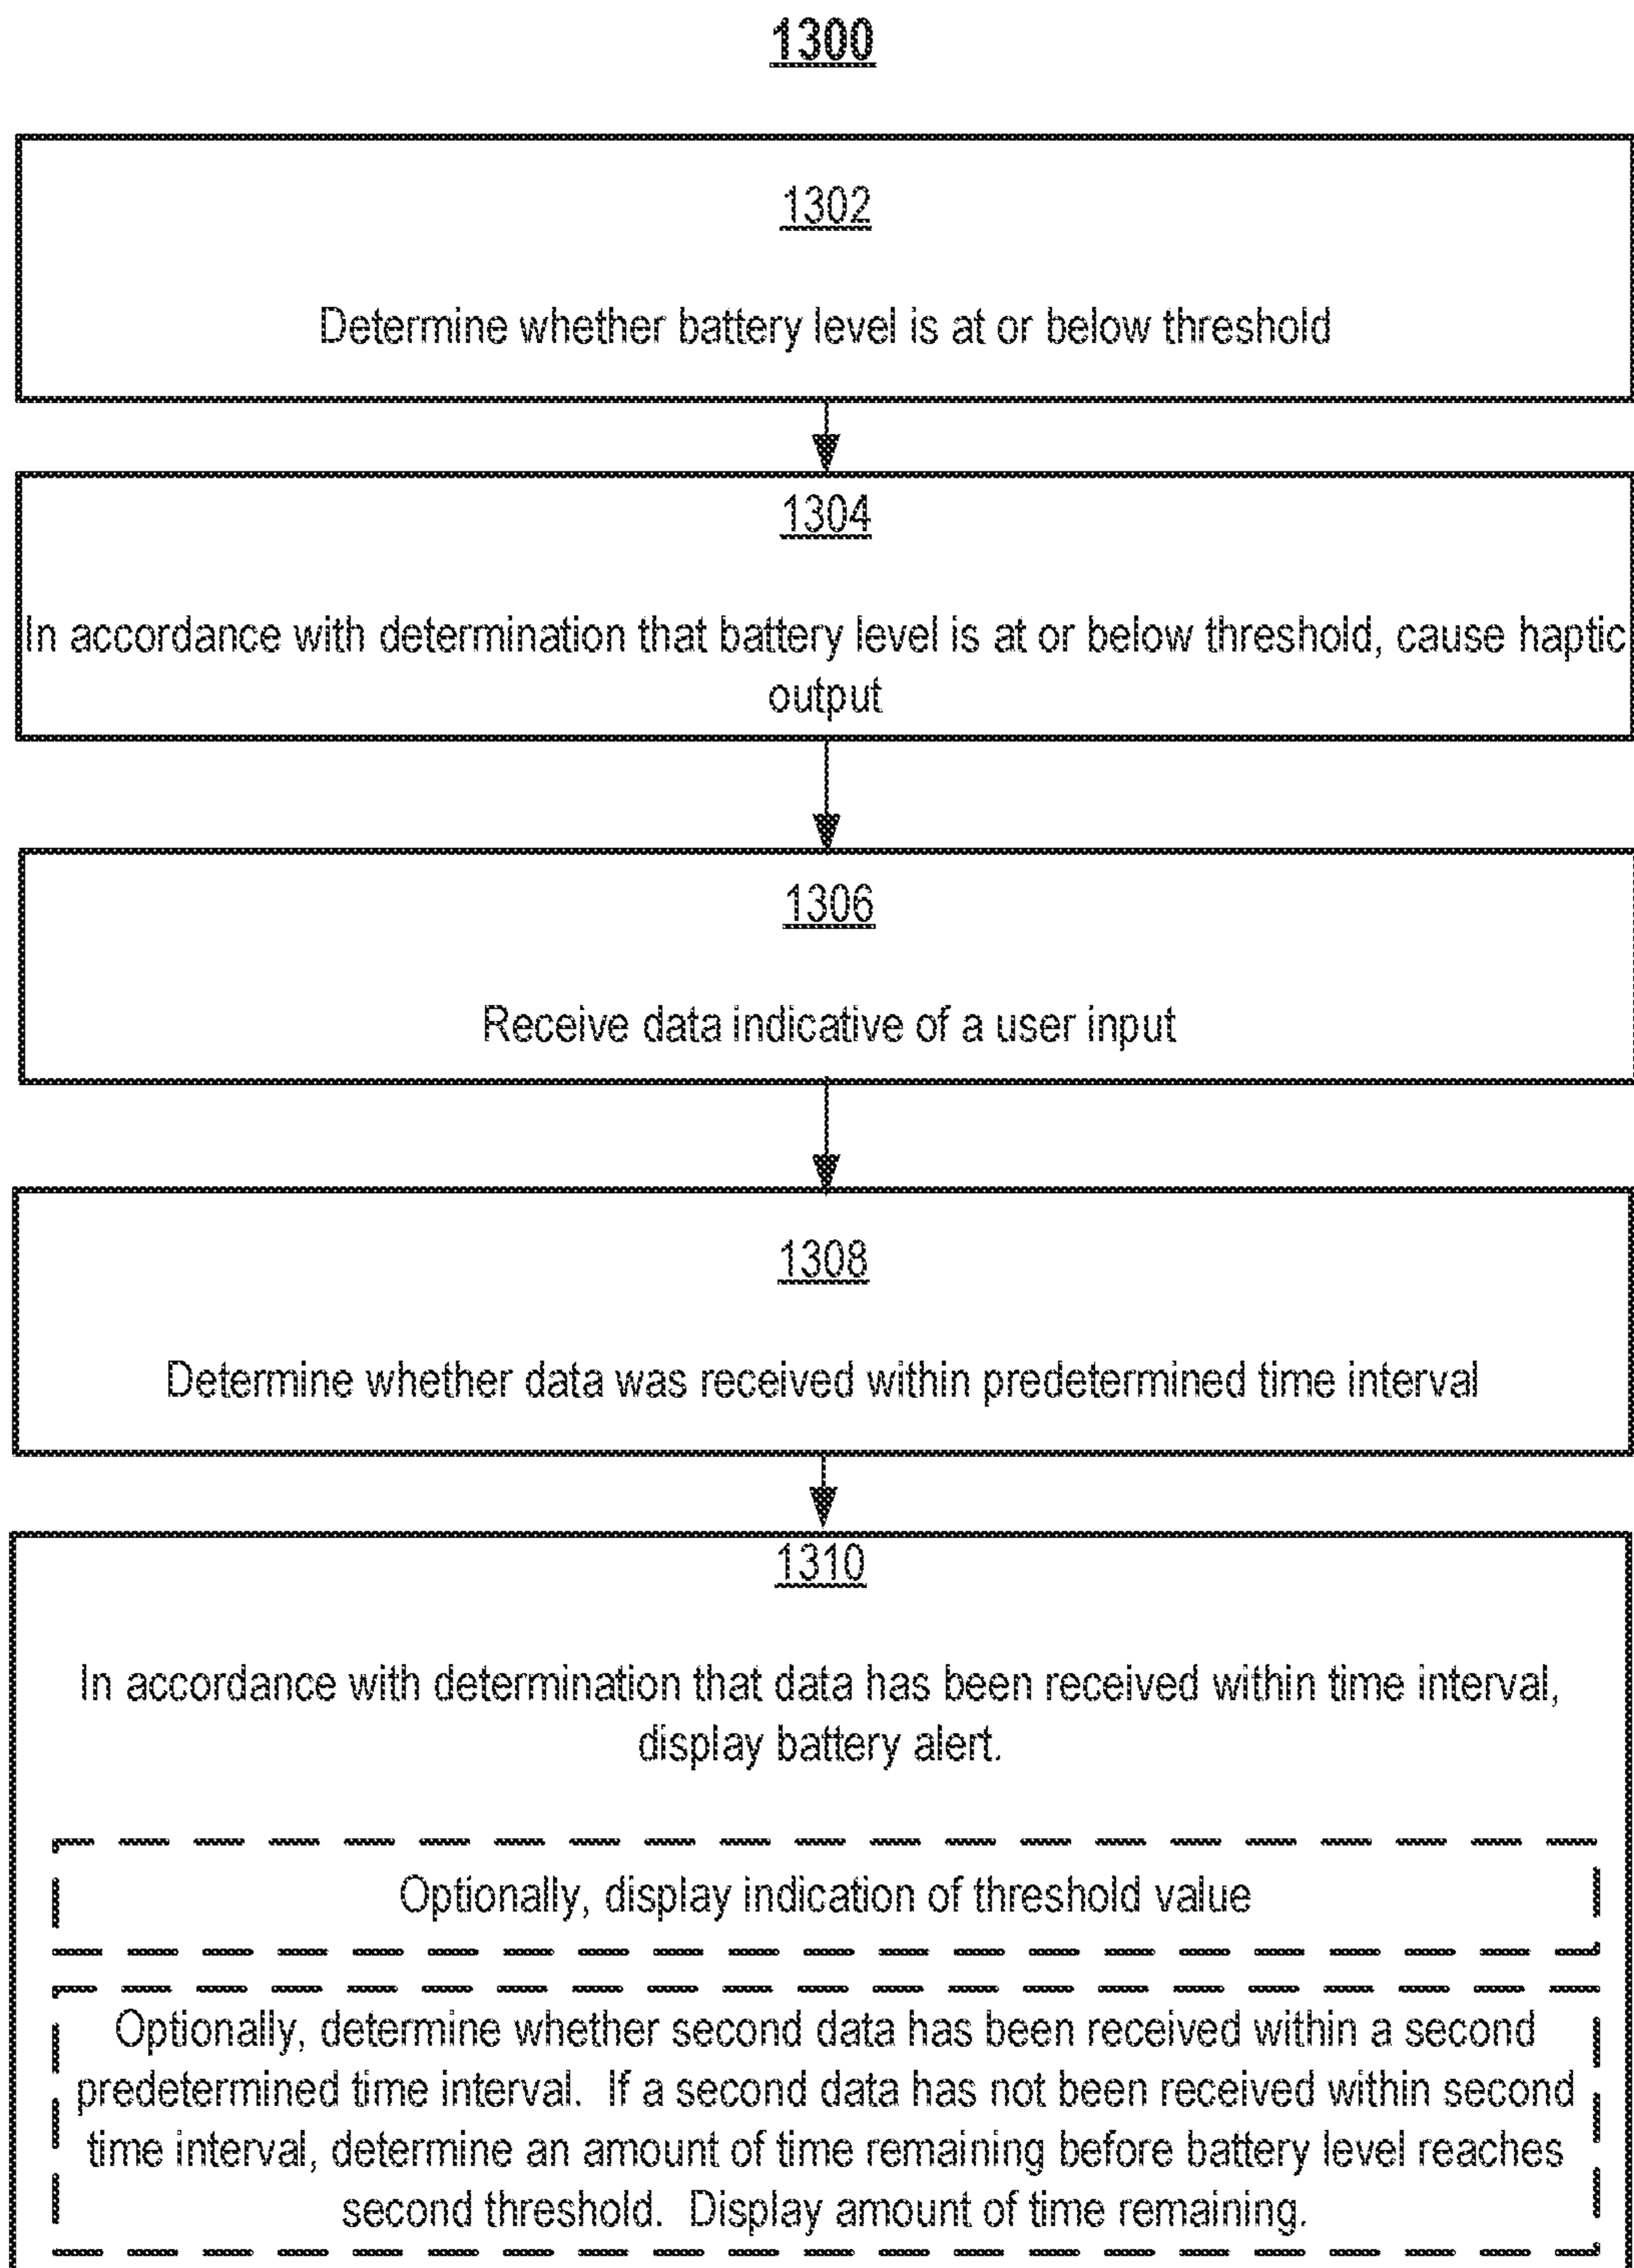 1300
1302
Determine whether battery level is at or below threshold
1304
In accordance with determination that battery level is at or below threshold, cause haptic
output
1306
Receive data indicative of a user input
1308
Determine whether data was received within predetermined time interval
1310
In accordance with determination that data has been received within time interval,
display battery alert.
Optionally, display indication of threshold value
Optionally, determine whether second data has been received within a second
predetermined time interval.  If a second data has not been received within second
time interval, determine an amount of time remaining before battery level reaches
second threshold.  Display amount of time remaining.